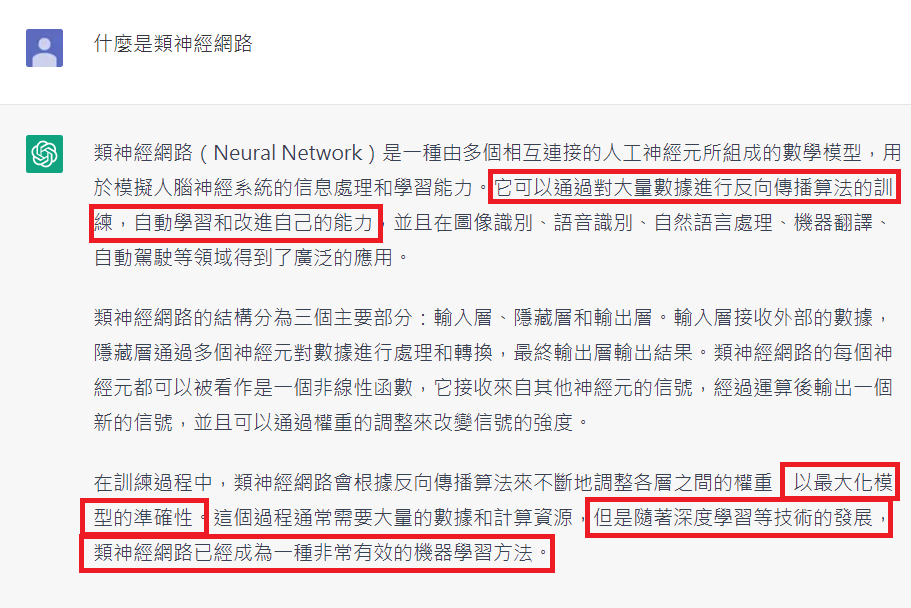 什麼是類神經網路
類神經網路（Neural Network）是一種由多個相互連接的人工神經元所組成的數學模型，用
於模擬人腦神經系統的信息處理和學習能力。它可以通過對大量數據進行反向傳播算法的訓
練，自動學習和改進自己的能力，並且在圖像識別、語音識別、自然語言處理、機器翻譯、
自動駕駛等領域得到了廣泛的應用。
類神經網路的結構分為三個主要部分：輸入層、隱藏層和輸出層。輸入層接收外部的數據，
隱藏層通過多個神經元對數據進行處理和轉換，最終輸出層輸出結果。類神經網路的每個神
經元都可以被看作是一個非線性函數，它接收來自其他神經元的信號，經過運算後輸出一個
新的信號，並且可以通過權重的調整來改變信號的強度。
在訓練過程中，類神經網路會根據反向傳播算法來不斷地調整各層之間的權重，以最大化模
型的準確性。這個過程通常需要大量的數據和計算資源，但是隨著深度學習等技術的發展，
類神經網路已經成為一種非常有效的機器學習方法。